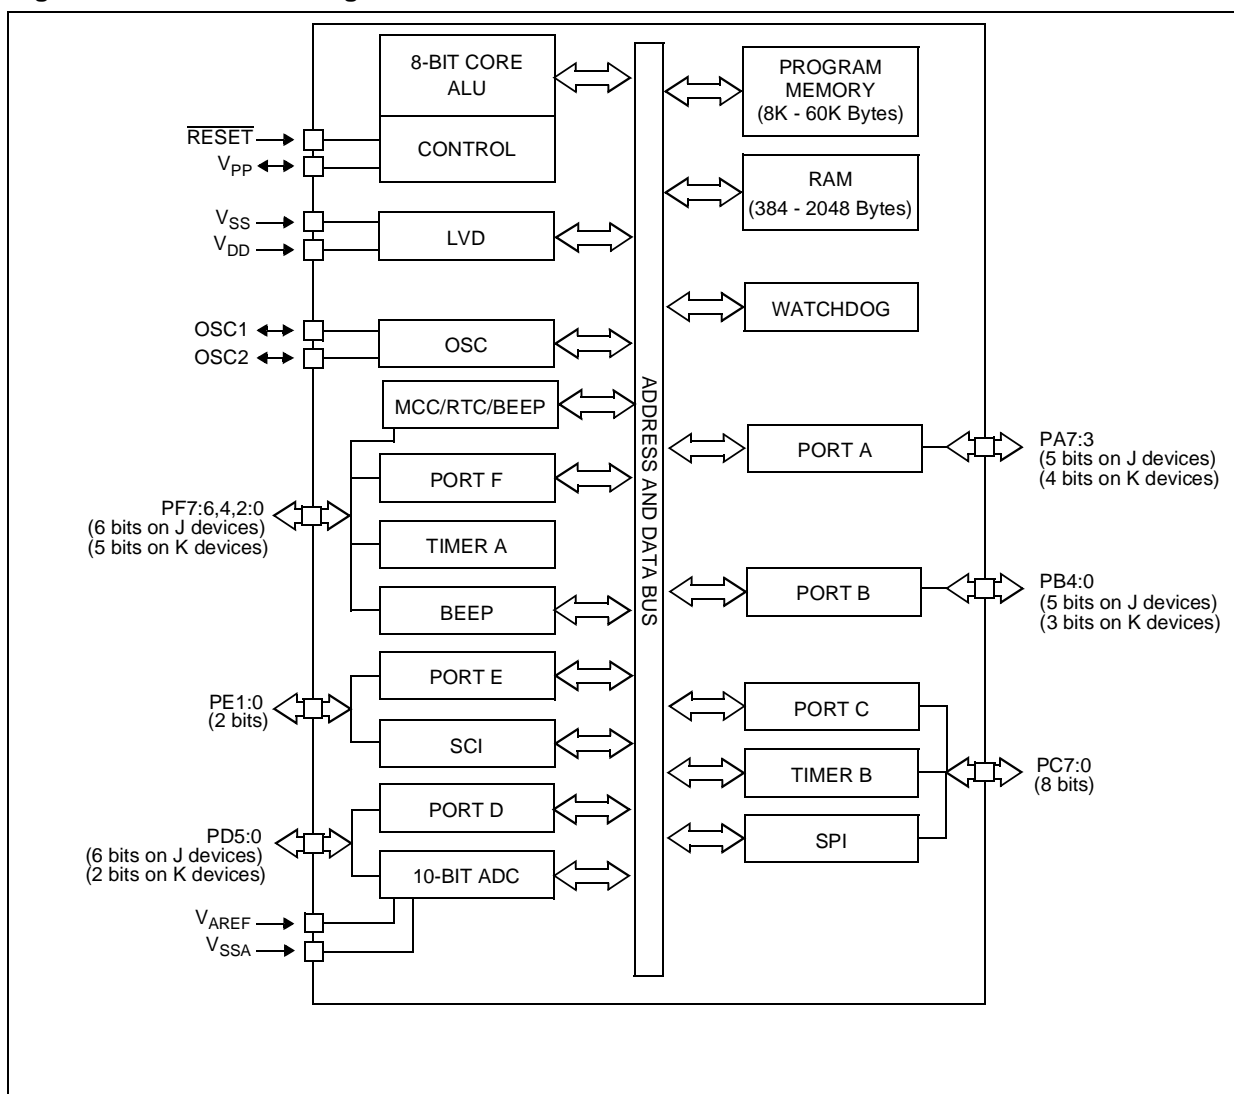 8-BIT CORE
ALU
CONTROL
RESET
VPP
VSS
VDD
LVD
OSC1
OSC2
OSC
MCC/RTC/BEEP
PORT F
PF7:6,4,2:0
(6 bits on J devices)
(5 bits on K devices)
TIMER A
BEEP
PORT E
PE1:0
(2 bits)
SCI
PORT D
PD5:0
(6 bits on J devices)
(2 bits on K devices)
10-BIT ADC
VAREF
VSSA
ADDRESS AND DATA BUS
PROGRAM
MEMORY
(8K - 60K Bytes)
RAM
(384 - 2048 Bytes)
WATCHDOG
PORT A
PA7:3
(5 bits on J devices)
(4 bits on K devices)
PORT B
PB4:0
(5 bits on J devices)
(3 bits on K devices)
PORT C
TIMER B
PC7:0
(8 bits)
SPI